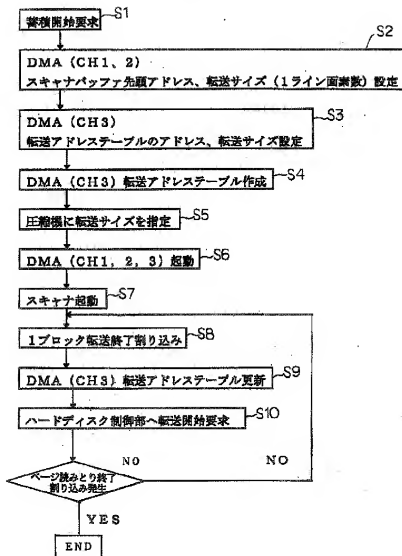 蓄積開始要求 S1
S2
DMA（CH1、2）
スキャナバッファ先頭アドレス、転送サイズ（1ライン画素数）設定
S3
DMA（CH3）
転送アドレステーブルのアドレス、転送サイズ設定
S4
DMA（CH3）転送アドレステーブル作成
S5
圧縮機に転送サイズを指定
S6
DMA（CH1，2，3）起動
S7
スキャナ起動
S8
1ブロック転送終了割り込み
S9
DMA（CH3）転送アドレステーブル更新
S10
ハードディスク制御部へ転送開始要求
NO
NO
ページ読みとり終了
割り込み発生
YES
END